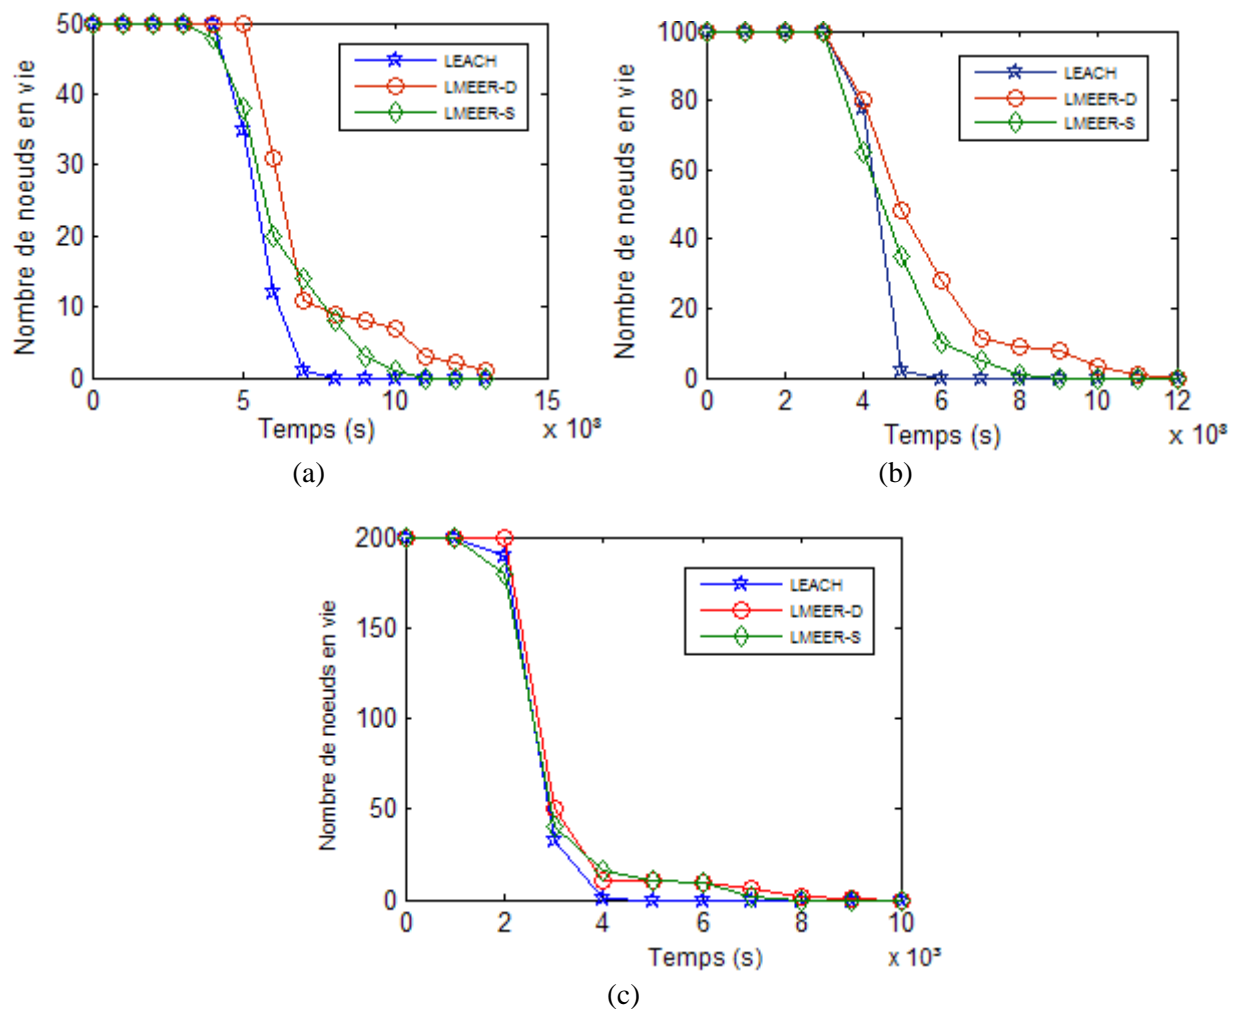 50
40
30
20
10
0
Nombre de noeuds en vie
LEACH
LMEER-D
LMEER-S
0 5 10 15
Temps (s) x 10³
(a)
100
80
60
40
20
0
Nombre de noeuds en vie
LEACH
LMEER-D
LMEER-S
0 2 4 6 8 10 12
Temps (s) x 10³
(b)
200
150
100
50
0
Nombre de noeuds en vie
LEACH
LMEER-D
LMEER-S
0 2 4 6 8 10
Temps (s) x 10³
(c)